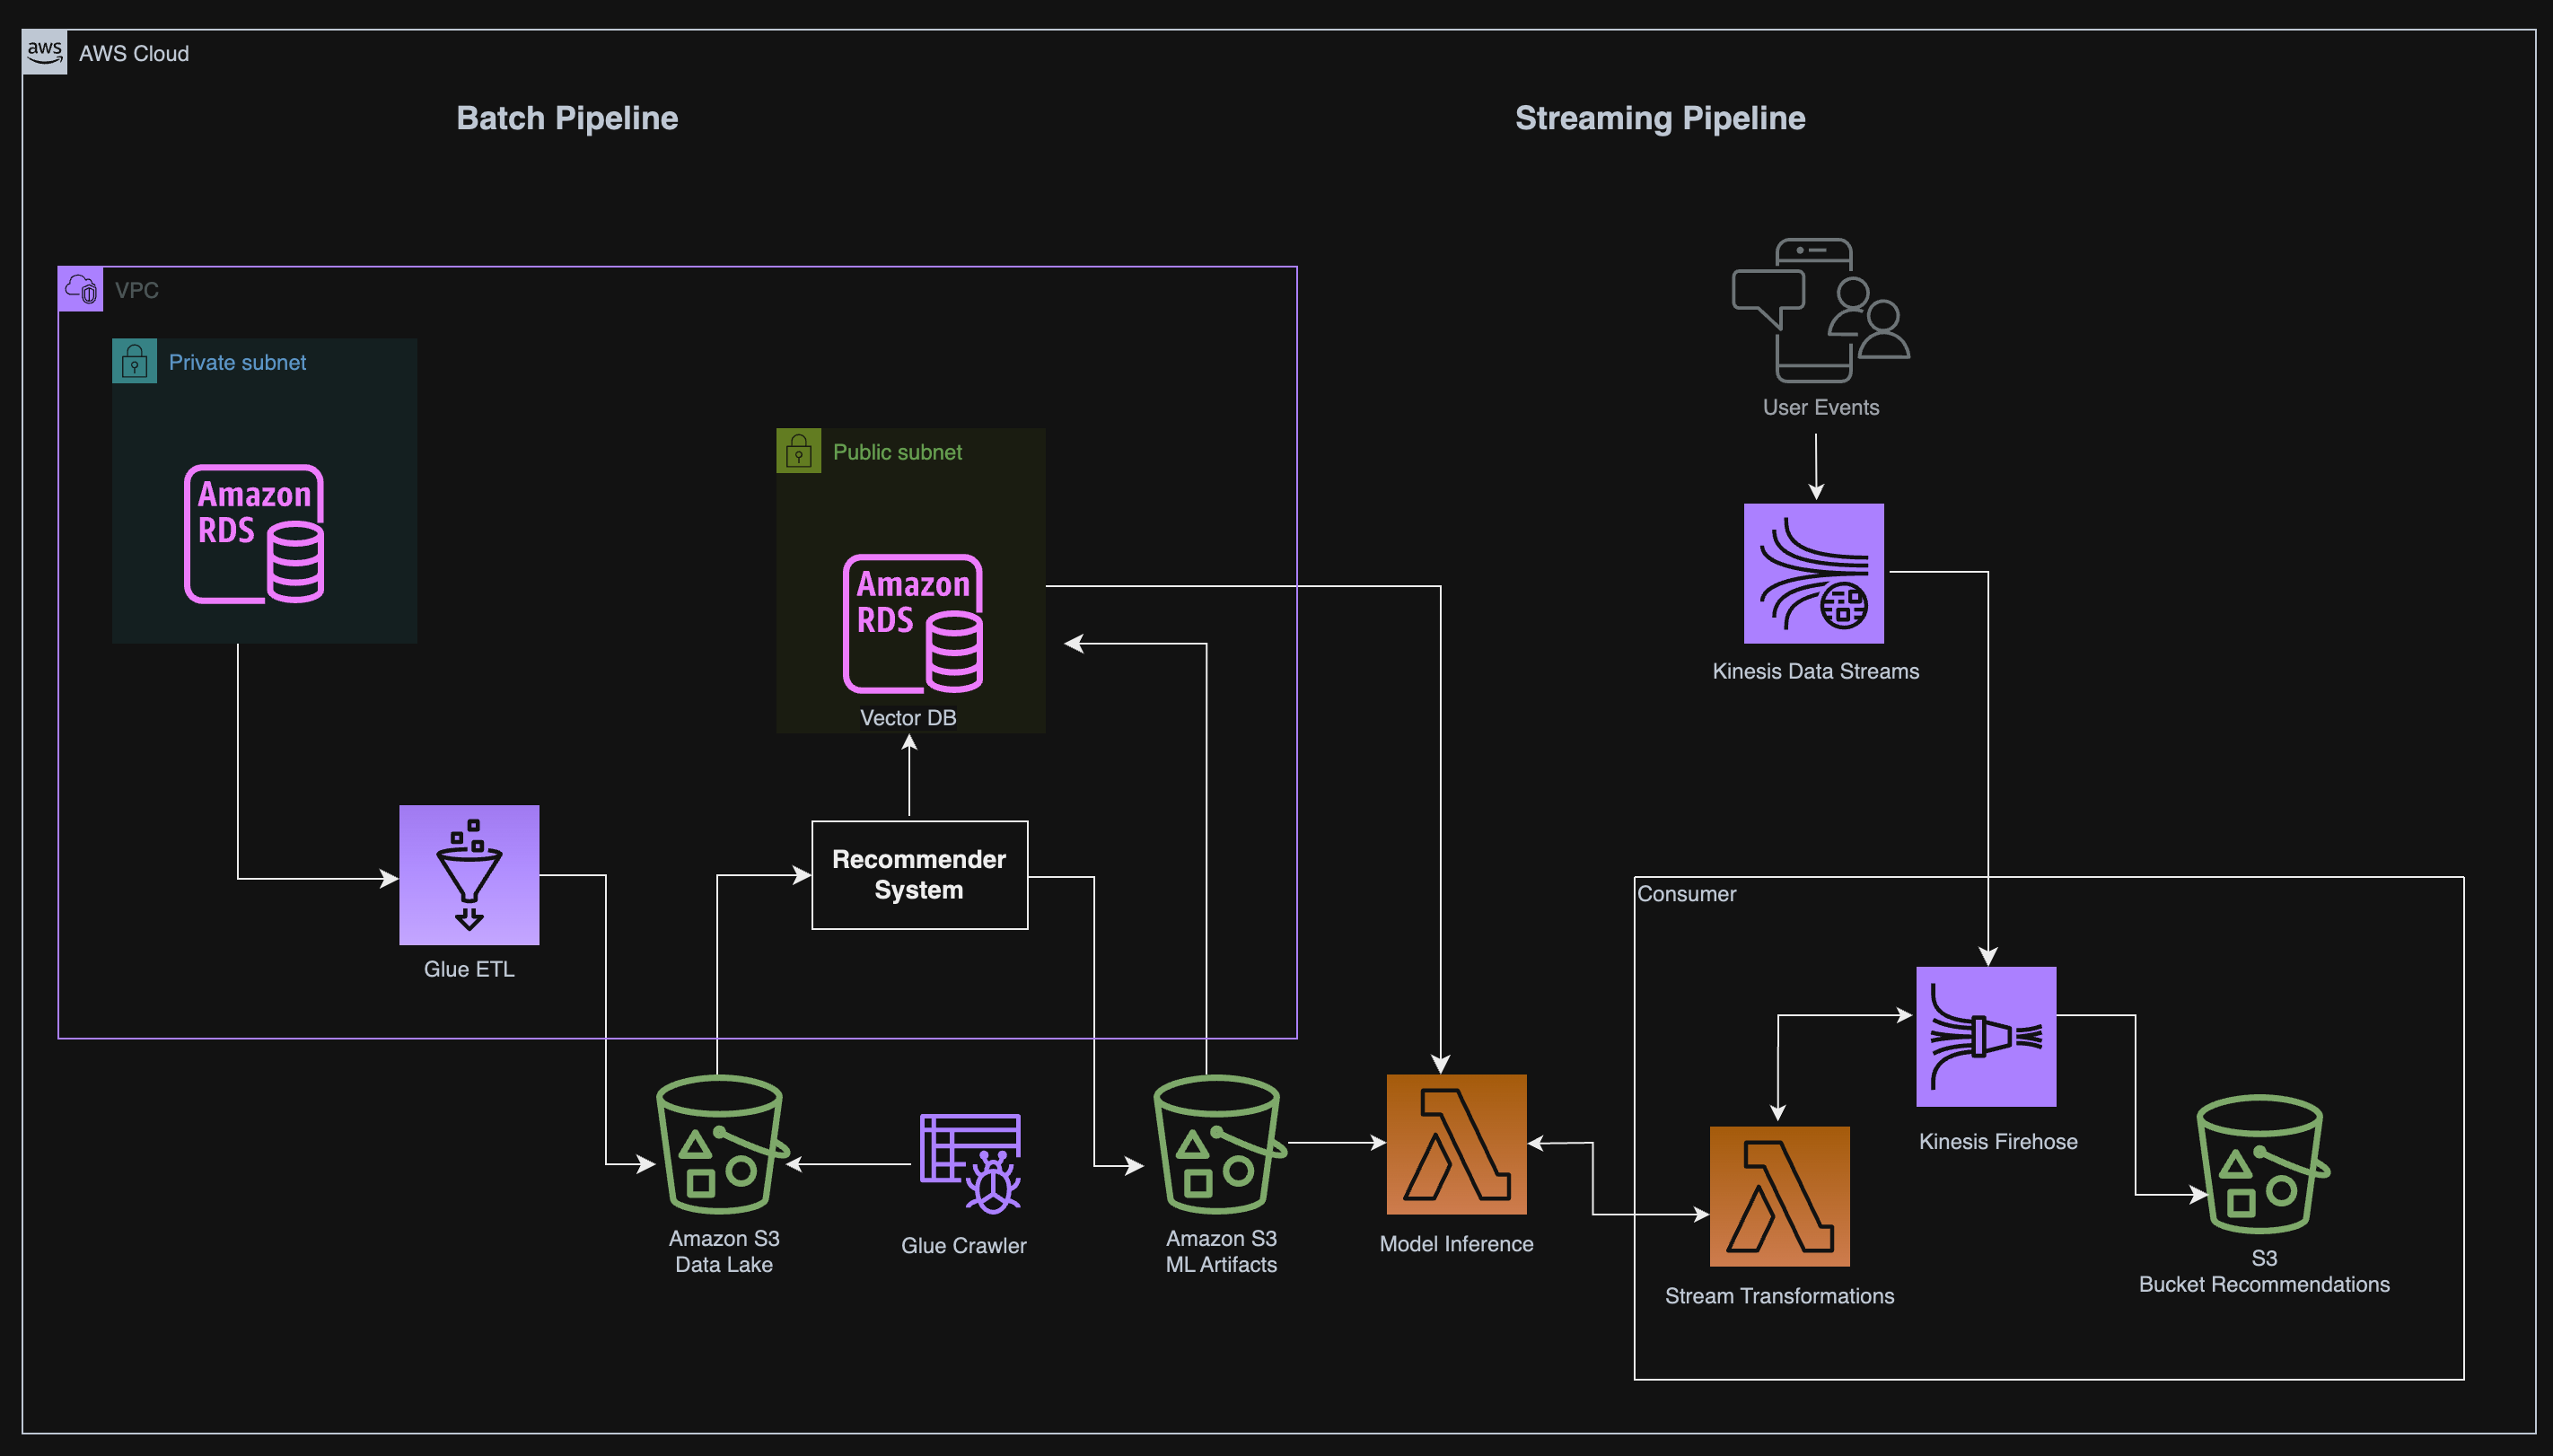 aws
AWS Cloud
Batch Pipeline
Streaming Pipeline
VPC
Private subnet
Amazon
RDS
Public subnet
Amazon
RDS
Vector DB
User Events
Kinesis Data Streams
Glue ETL
Recommender
System
Consumer
Kinesis Firehose
Amazon S3
Data Lake
Glue Crawler
Amazon S3
ML Artifacts
Model Inference
Stream Transformations
S3
Bucket Recommendations